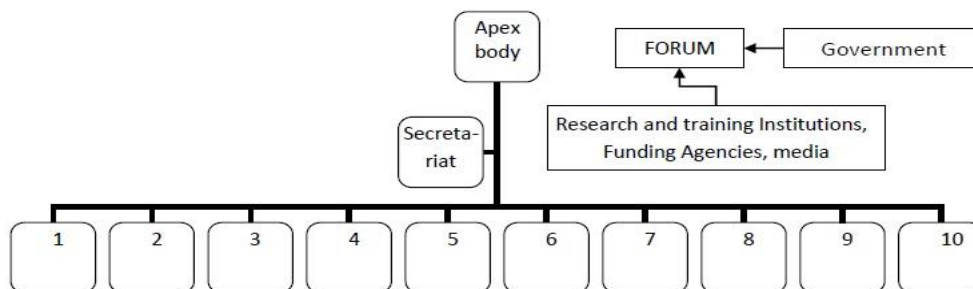 Apex
body
FORUM
Government
Secreta-
riat
Research and training Institutions,
Funding Agencies, media
1
2
3
4
5
6
7
8
9
10